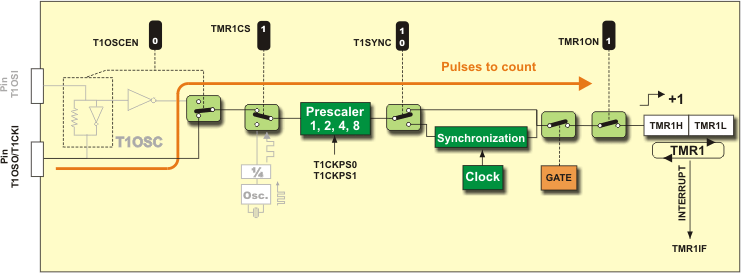 T1OSCEN
0
TMR1CS
1
T1SYNC
1
0
TMR1ON
1
Pulses to count
Pin
T1OSI
T1OSC
Pin
T1OSO/T1CKI
Prescaler
1, 2, 4, 8
T1CKPS0
T1CKPS1
1/4
Osc.
Synchronization
Clock
GATE
+1
TMR1H
TMR1L
TMR1
INTERRUPT
TMR1IF